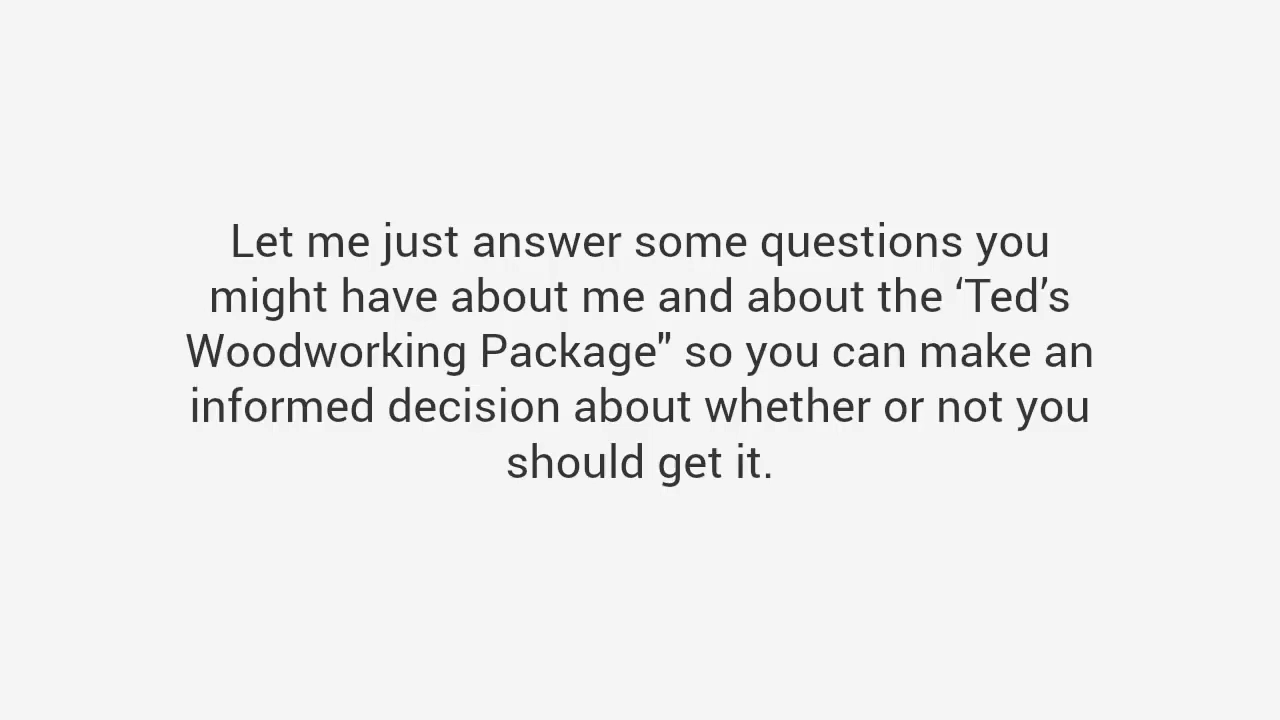 Let me just answer some questions you
might have about me and about the ‘Ted’s
Woodworking Package" so you can make an
informed decision about whether or not you
should get it.